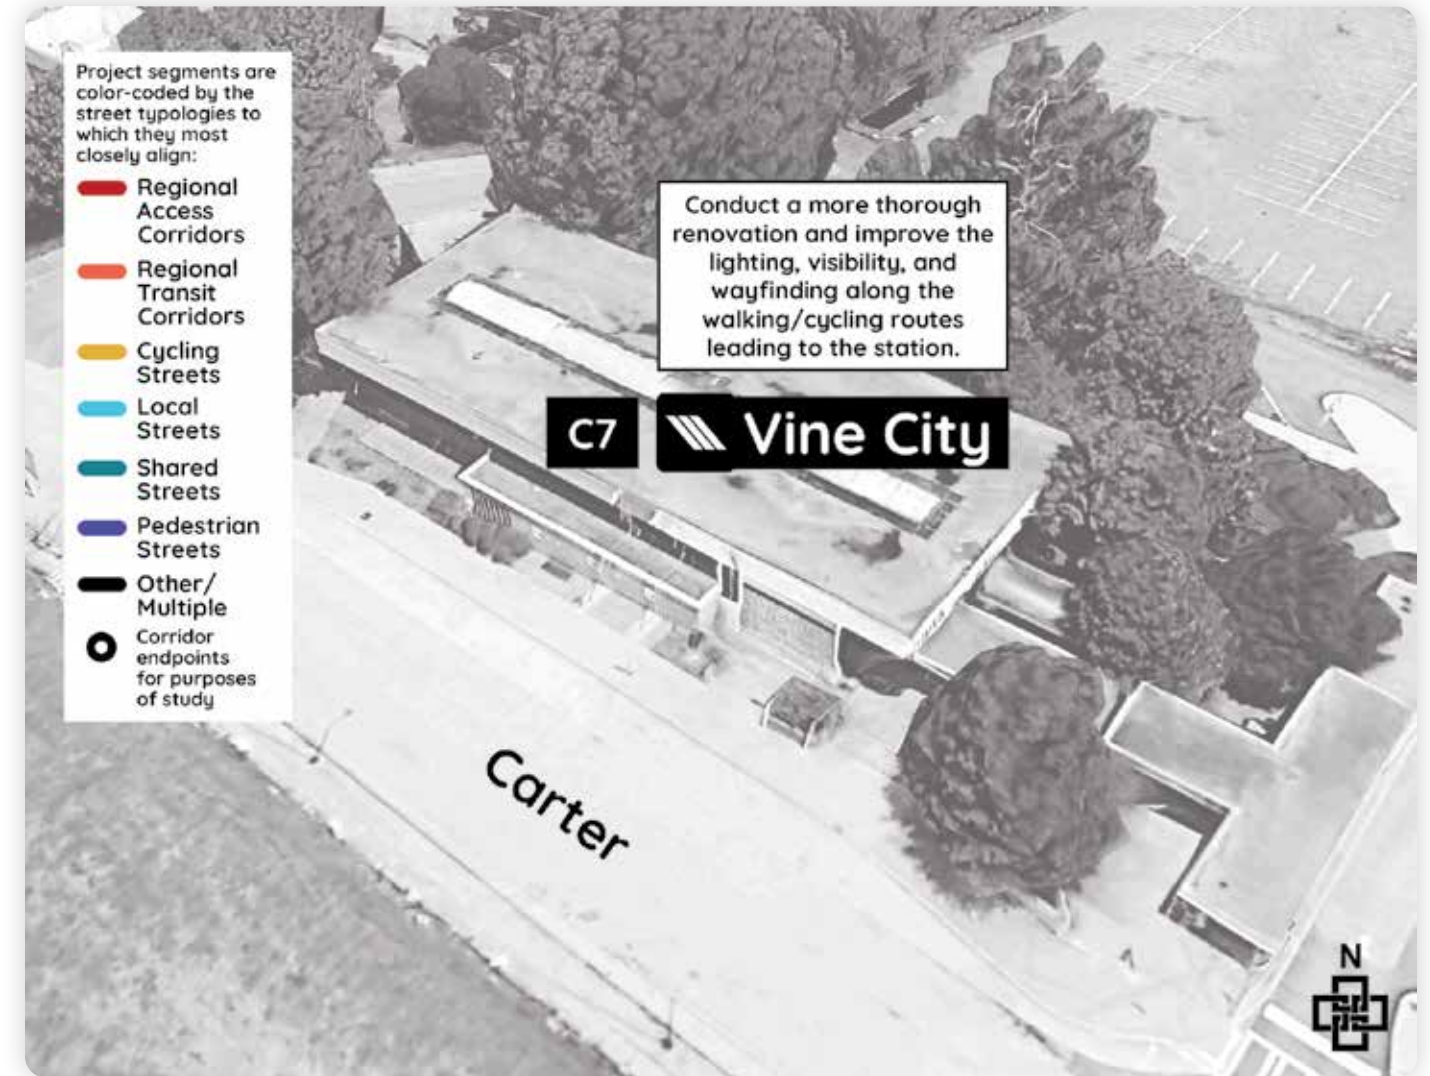 Project segments are
color-coded by the
street typologies to
which they most
closely align:
Regional
Access
Corridors
Regional
Transit
Corridors
Cycling
Streets
Local
Streets
Shared
Streets
Pedestrian
Streets
Other/
Multiple
Corridor
endpoints
for purposes
of study
Conduct a more thorough
renovation and improve the
lighting, visibility, and
wayfinding along the
walking/cycling routes
leading to the station.
C7 Vine City
Carter
N